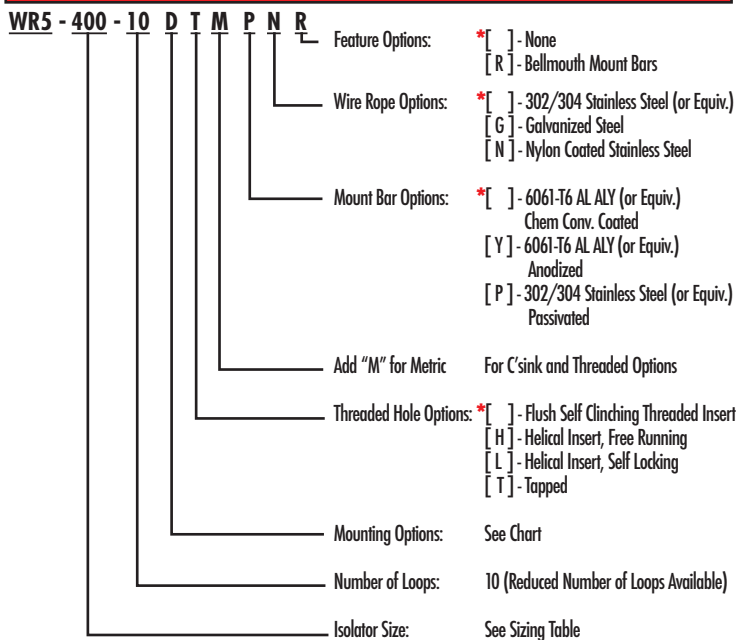 WR5 - 400 - 10 D T M P N R
Feature Options: *[ ] - None
[ R ] - Bellmouth Mount Bars
Wire Rope Options: *[ ] - 302/304 Stainless Steel (or Equiv.)
[ G ] - Galvanized Steel
[ N ] - Nylon Coated Stainless Steel
Mount Bar Options: *[ ] - 6061-T6 AL ALY (or Equiv.)
Chem Conv. Coated
[ Y ] - 6061-T6 AL ALY (or Equiv.)
Anodized
[ P ] - 302/304 Stainless Steel (or Equiv.)
Passivated
Add "M" for Metric For C'sink and Threaded Options
Threaded Hole Options: *[ ] - Flush Self Clinching Threaded Insert
[ H ] - Helical Insert, Free Running
[ L ] - Helical Insert, Self Locking
[ T ] - Tapped
Mounting Options: See Chart
Number of Loops: 10 (Reduced Number of Loops Available)
Isolator Size: See Sizing Table